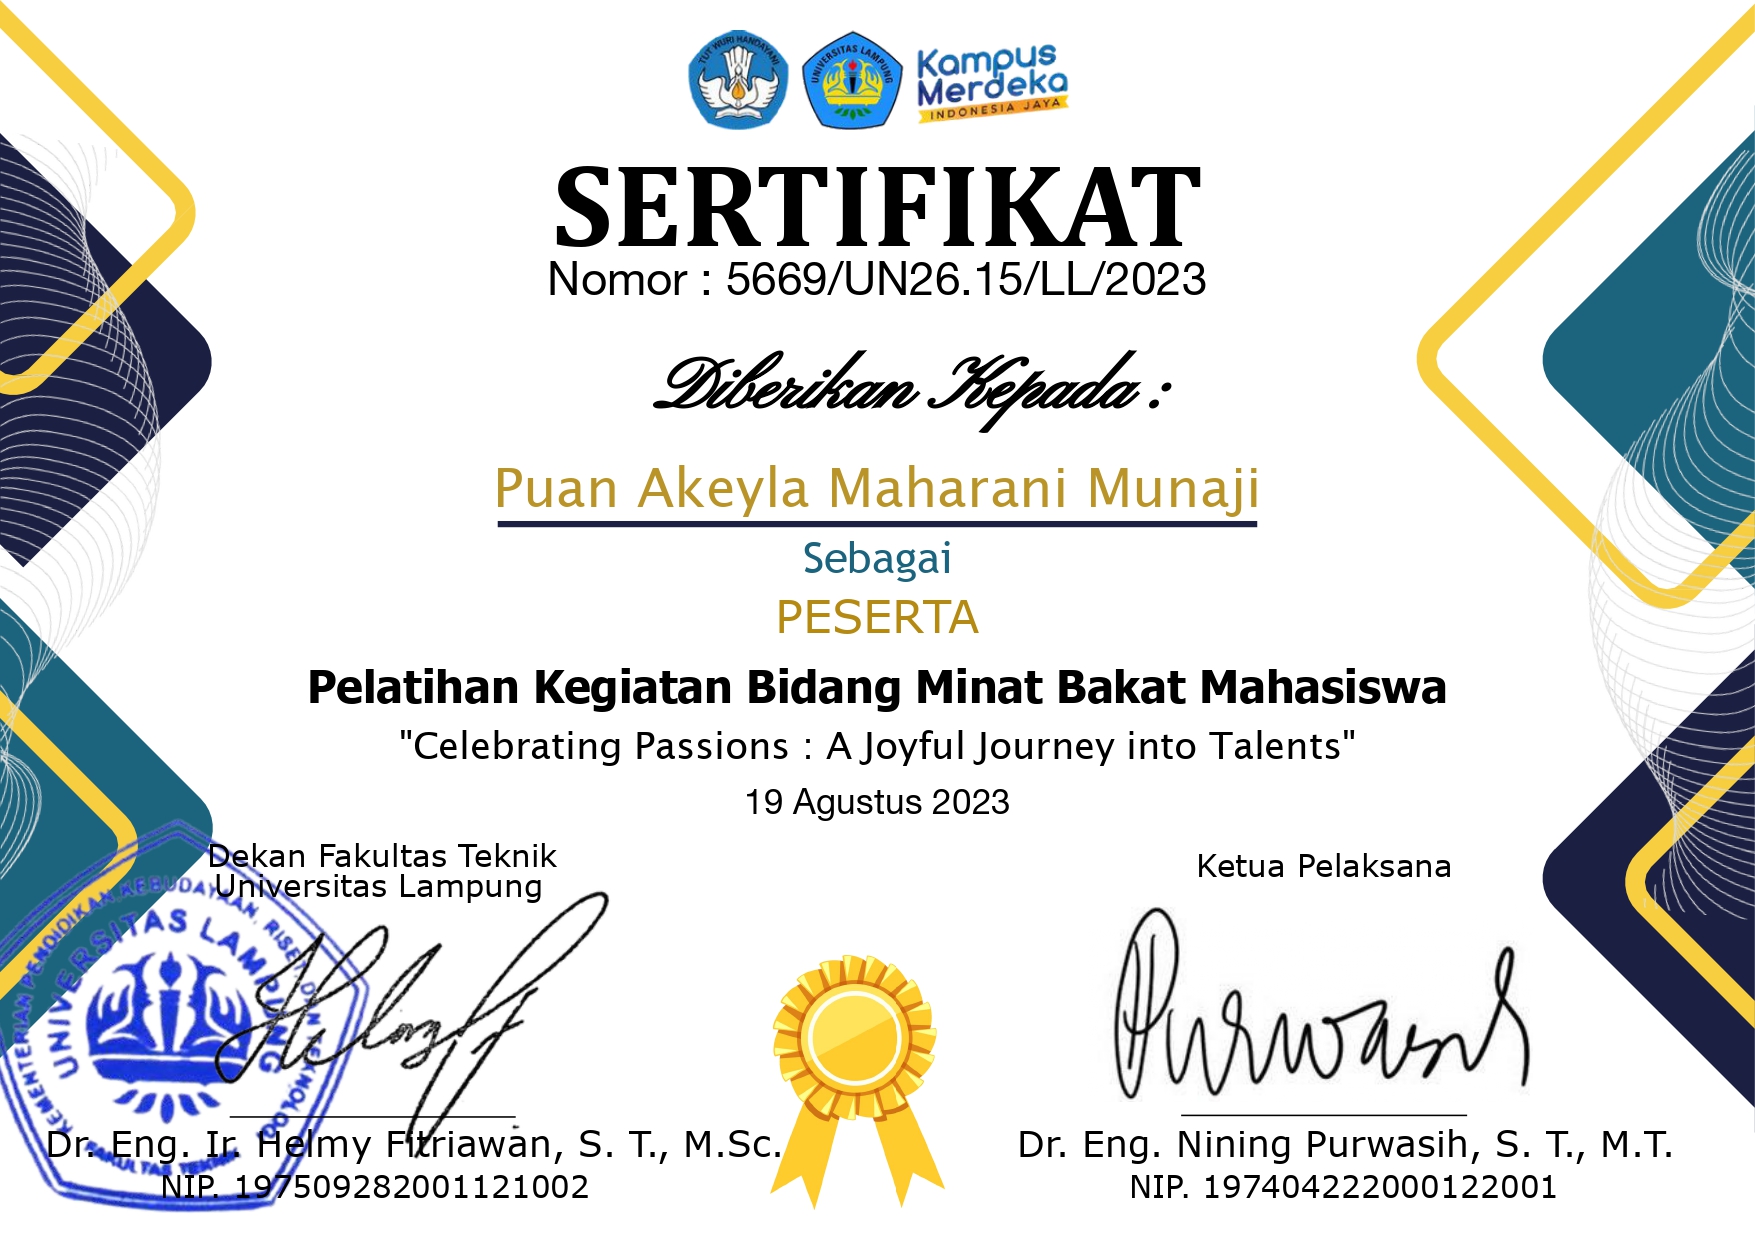 TUT WURI HANDAYANI
UNIVERSITAS LAMPUNG
Kampus
Merdeka
INDONESIA JAYA
SERTIFIKAT
Nomor : 5669/UN26.15/LL/2023
Diberikan Kepada :
Puan Akeyla Maharani Munaji
Sebagai
PESERTA
Pelatihan Kegiatan Bidang Minat Bakat Mahasiswa
"Celebrating Passions : A Joyful Journey into Talents"
19 Agustus 2023
Dekan Fakultas Teknik
Universitas Lampung
Ketua Pelaksana
KEMENTERIAN PENDIDIKAN, KEBUDAYAAN, RISET, DAN TEKNOLOGI
UNIVERSITAS LAMPUNG
FAKULTAS TEKNIK
Purwasih
Dr. Eng. Ir. Helmy Fitriawan, S. T., M.Sc.
NIP. 197509282001121002
Dr. Eng. Nining Purwasih, S. T., M.T.
NIP. 197404222000122001